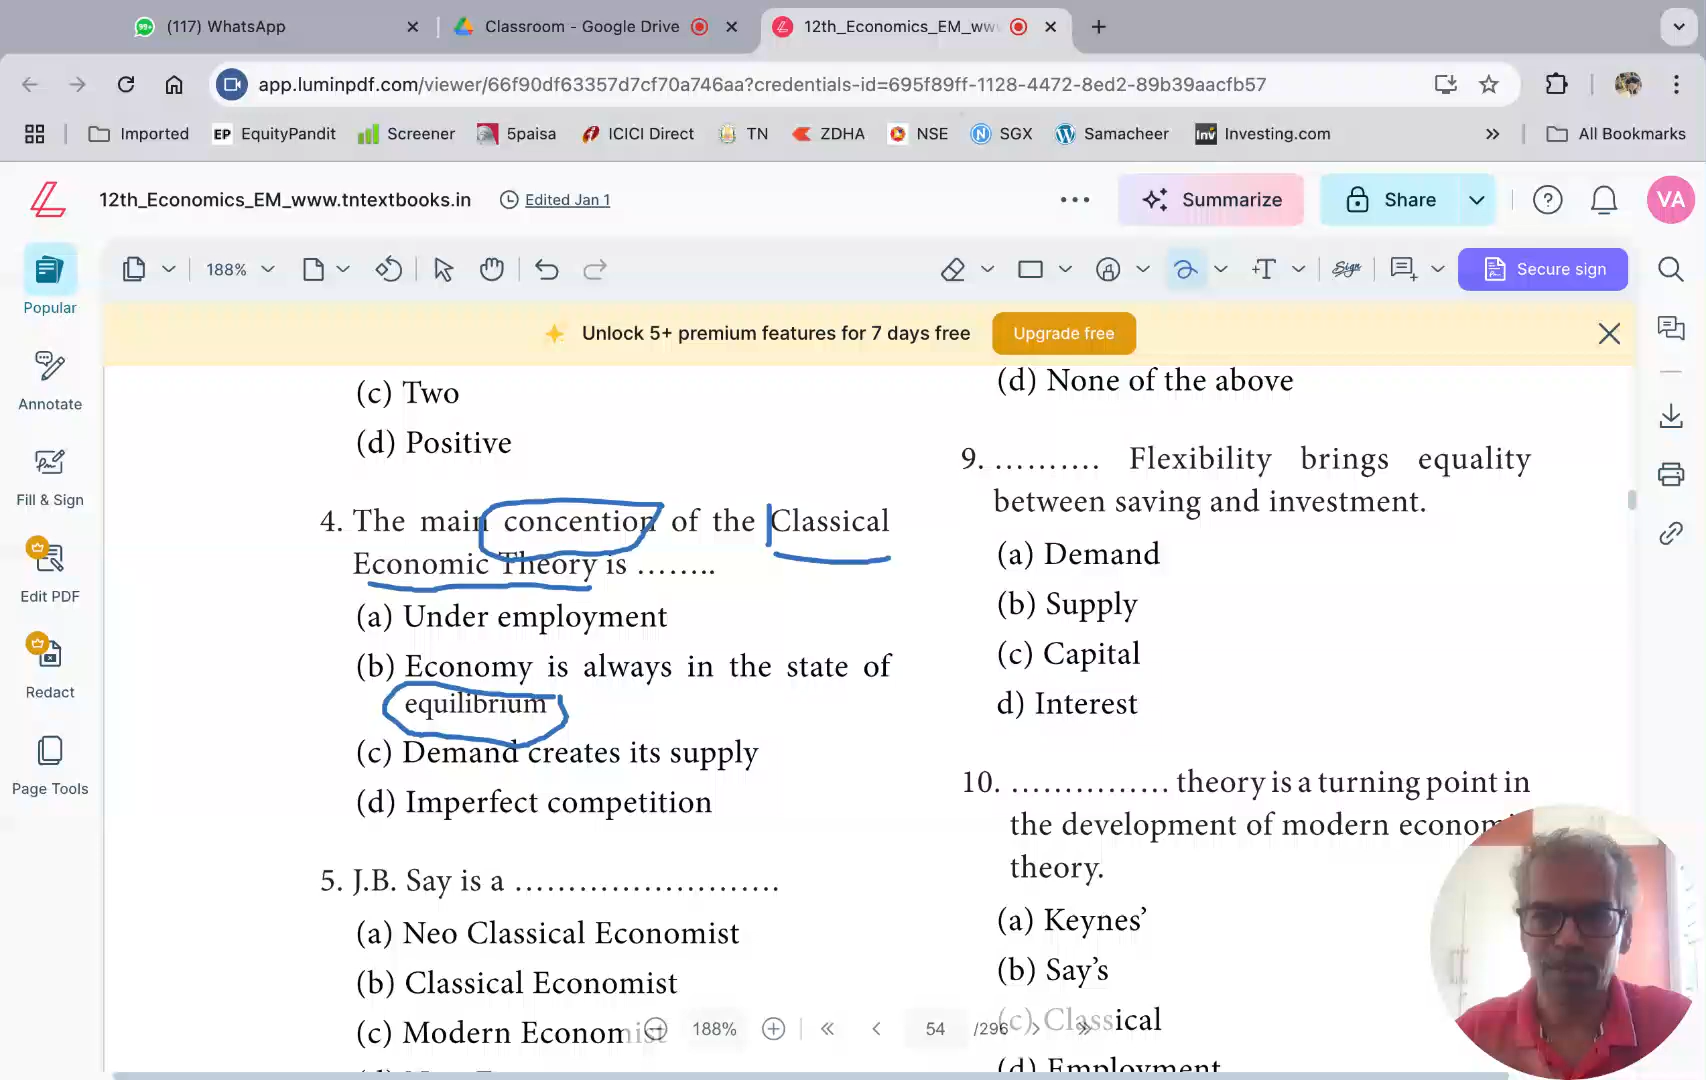 (117) WhatsApp
Classroom - Google Drive
12th_Economics_EM_ww
app.luminpdf.com/viewer/66f90df63357d7cf70a746aa?credentials-id=695f89ff-1128-4472-8ed2-89b39aacfb57
Imported
EP EquityPandit
Screener
5paisa
ICICI Direct
TN
ZDHA
NSE
SGX
Samacheer
Inv Investing.com
All Bookmarks
12th_Economics_EM_www.tntextbooks.in
Edited Jan 1
Summarize
Share
VA
188%
Sign
Secure sign
Popular
Annotate
Fill & Sign
Edit PDF
Redact
Page Tools
Unlock 5+ premium features for 7 days free
Upgrade free
(c) Two
(d) Positive
4. The main concention of the Classical
Economic Theory is ........
(a) Under employment
(b) Economy is always in the state of
equilibrium
(c) Demand creates its supply
(d) Imperfect competition
5. J.B. Say is a .........................
(a) Neo Classical Economist
(b) Classical Economist
(c) Modern Economist
(d) None of the above
9. .......... Flexibility brings equality
between saving and investment.
(a) Demand
(b) Supply
(c) Capital
d) Interest
10. ............... theory is a turning point in
the development of modern economic
theory.
(a) Keynes’
(b) Say’s
(c) Classical
(d) Employment
188%
54 /296